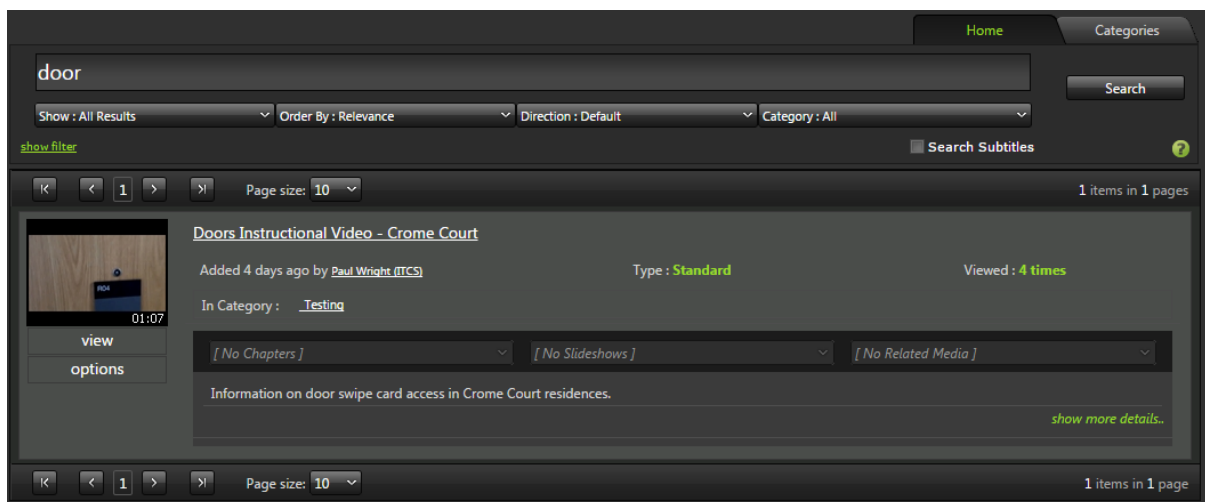 Home Categories
door
Search
Show : All Results Order By : Relevance Direction : Default Category : All
show filter Search Subtitles ?
1 Page size: 10 1 items in 1 pages
Doors Instructional Video - Crome Court
Added 4 days ago by Paul Wright (ITCS) Type : Standard Viewed : 4 times
R04
01:07
In Category : Testing
view
options
[ No Chapters ] [ No Slideshows ] [ No Related Media ]
Information on door swipe card access in Crome Court residences.
show more details..
1 Page size: 10 1 items in 1 page